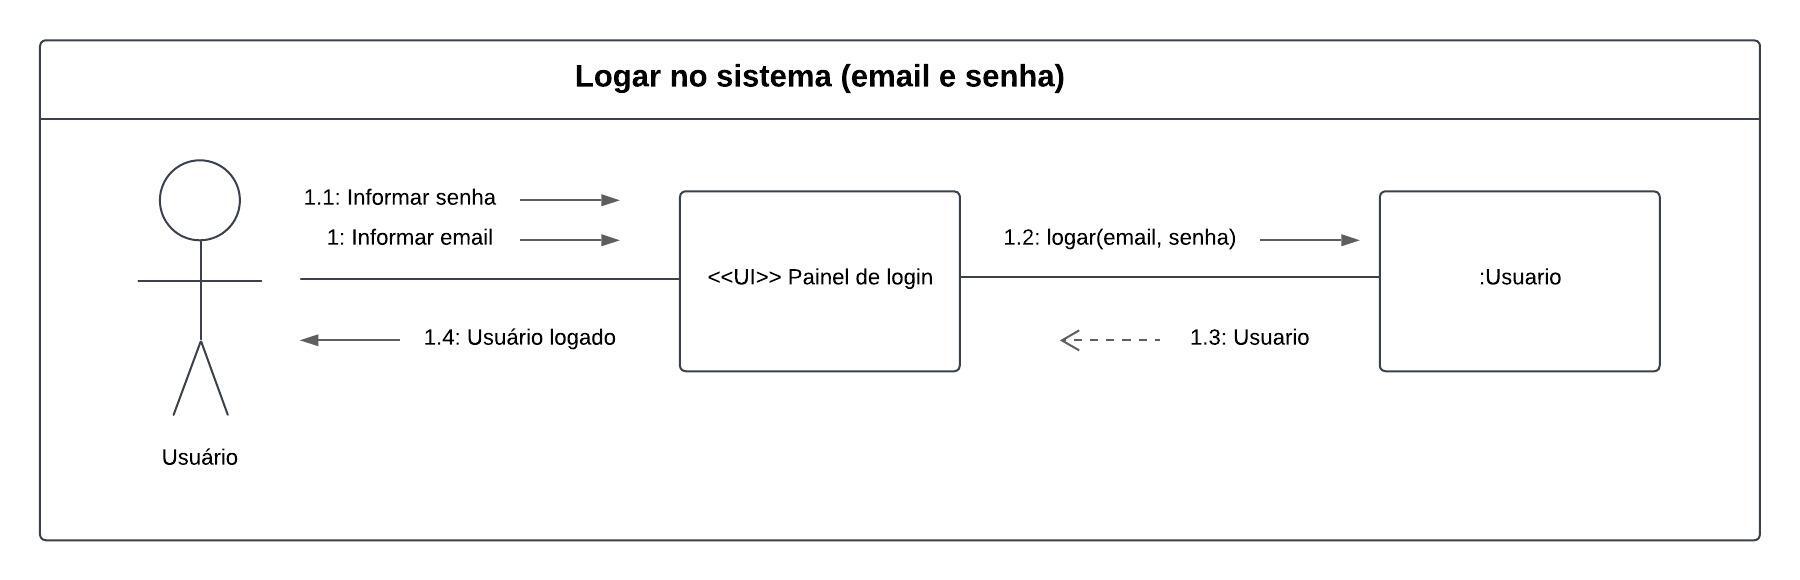 Logar no sistema (email e senha)
1.1: Informar senha
1: Informar email
1.2: logar(email, senha)
<<UI>> Painel de login
:Usuario
1.4: Usuário logado
1.3: Usuario
Usuário